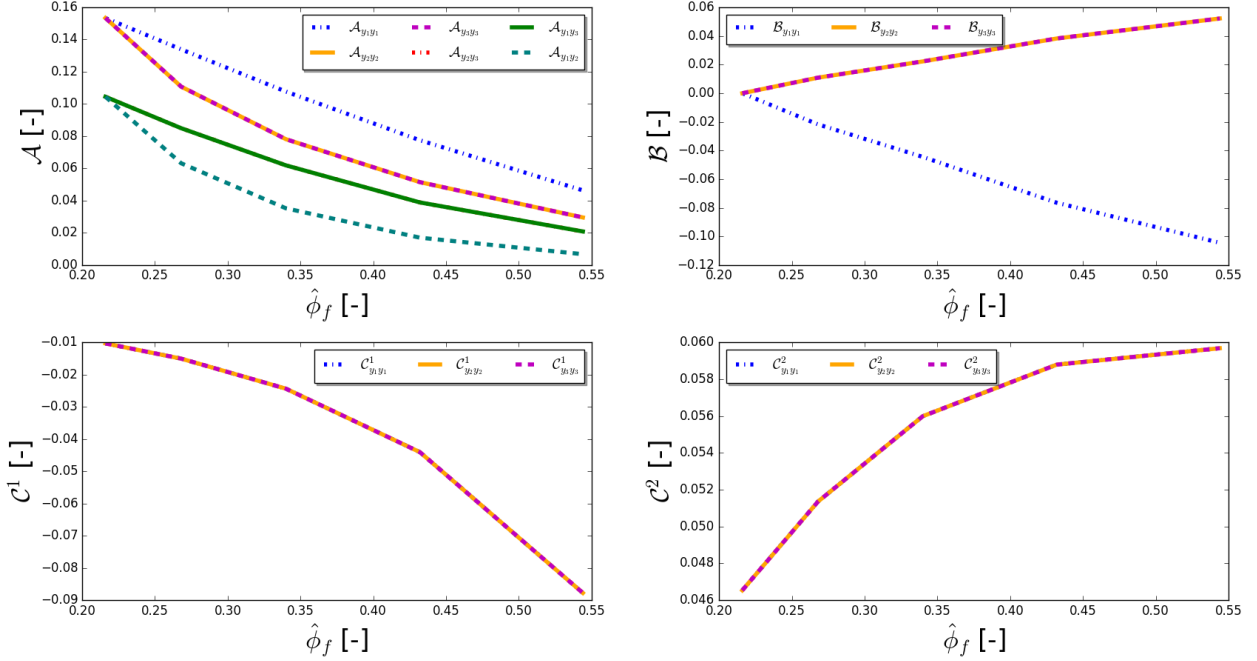 0.16
0.14
0.12
0.10
0.08
0.06
0.04
0.02
0.00
𝒜 [-]
𝒜y₁y₁ 𝒜y₃y₃ 𝒜y₁y₃
𝒜y₂y₂ 𝒜y₂y₃ 𝒜y₁y₂
0.20 0.25 0.30 0.35 0.40 0.45 0.50 0.55
φ̂_f [-]
0.06
0.04
0.02
0.00
−0.02
−0.04
−0.06
−0.08
−0.10
−0.12
ℬ [-]
ℬy₁y₁ ℬy₂y₂ ℬy₃y₃
0.20 0.25 0.30 0.35 0.40 0.45 0.50 0.55
φ̂_f [-]
−0.01
−0.02
−0.03
−0.04
−0.05
−0.06
−0.07
−0.08
−0.09
𝒞¹ [-]
𝒞¹y₁y₁ 𝒞¹y₂y₂ 𝒞¹y₃y₃
0.20 0.25 0.30 0.35 0.40 0.45 0.50 0.55
φ̂_f [-]
0.060
0.058
0.056
0.054
0.052
0.050
0.048
0.046
𝒞² [-]
𝒞²y₁y₁ 𝒞²y₂y₂ 𝒞²y₃y₃
0.20 0.25 0.30 0.35 0.40 0.45 0.50 0.55
φ̂_f [-]